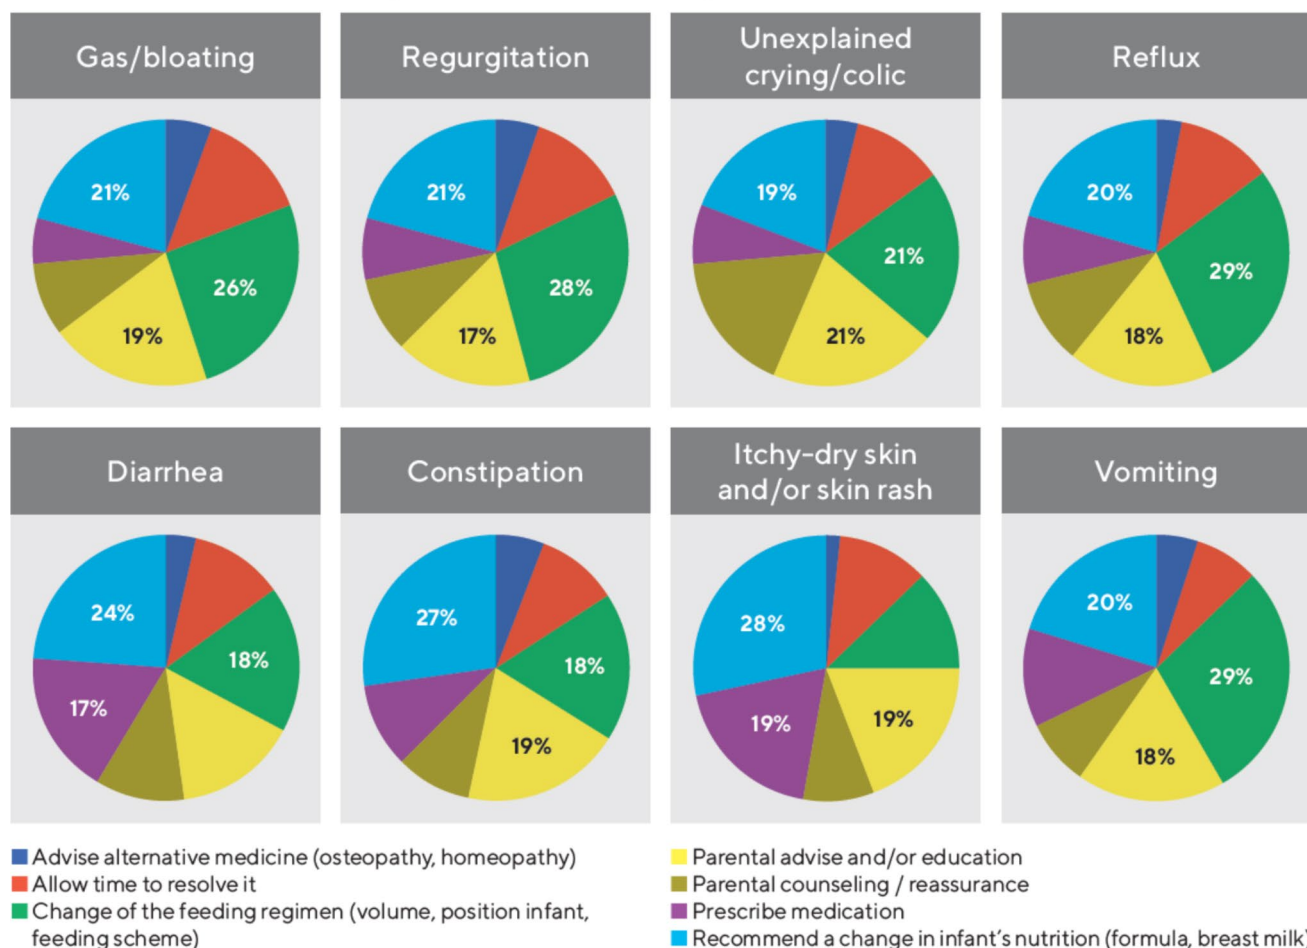 Gas/bloating
Regurgitation
Unexplained
crying/colic
Reflux
21%
26%
19%
21%
28%
17%
19%
21%
21%
20%
29%
18%
Diarrhea
Constipation
Itchy-dry skin
and/or skin rash
Vomiting
24%
18%
17%
27%
18%
19%
28%
19%
19%
20%
29%
18%
Advise alternative medicine (osteopathy, homeopathy)
Allow time to resolve it
Change of the feeding regimen (volume, position infant,
feeding scheme)
Parental advise and/or education
Parental counseling / reassurance
Prescribe medication
Recommend a change in infant's nutrition (formula, breast milk)